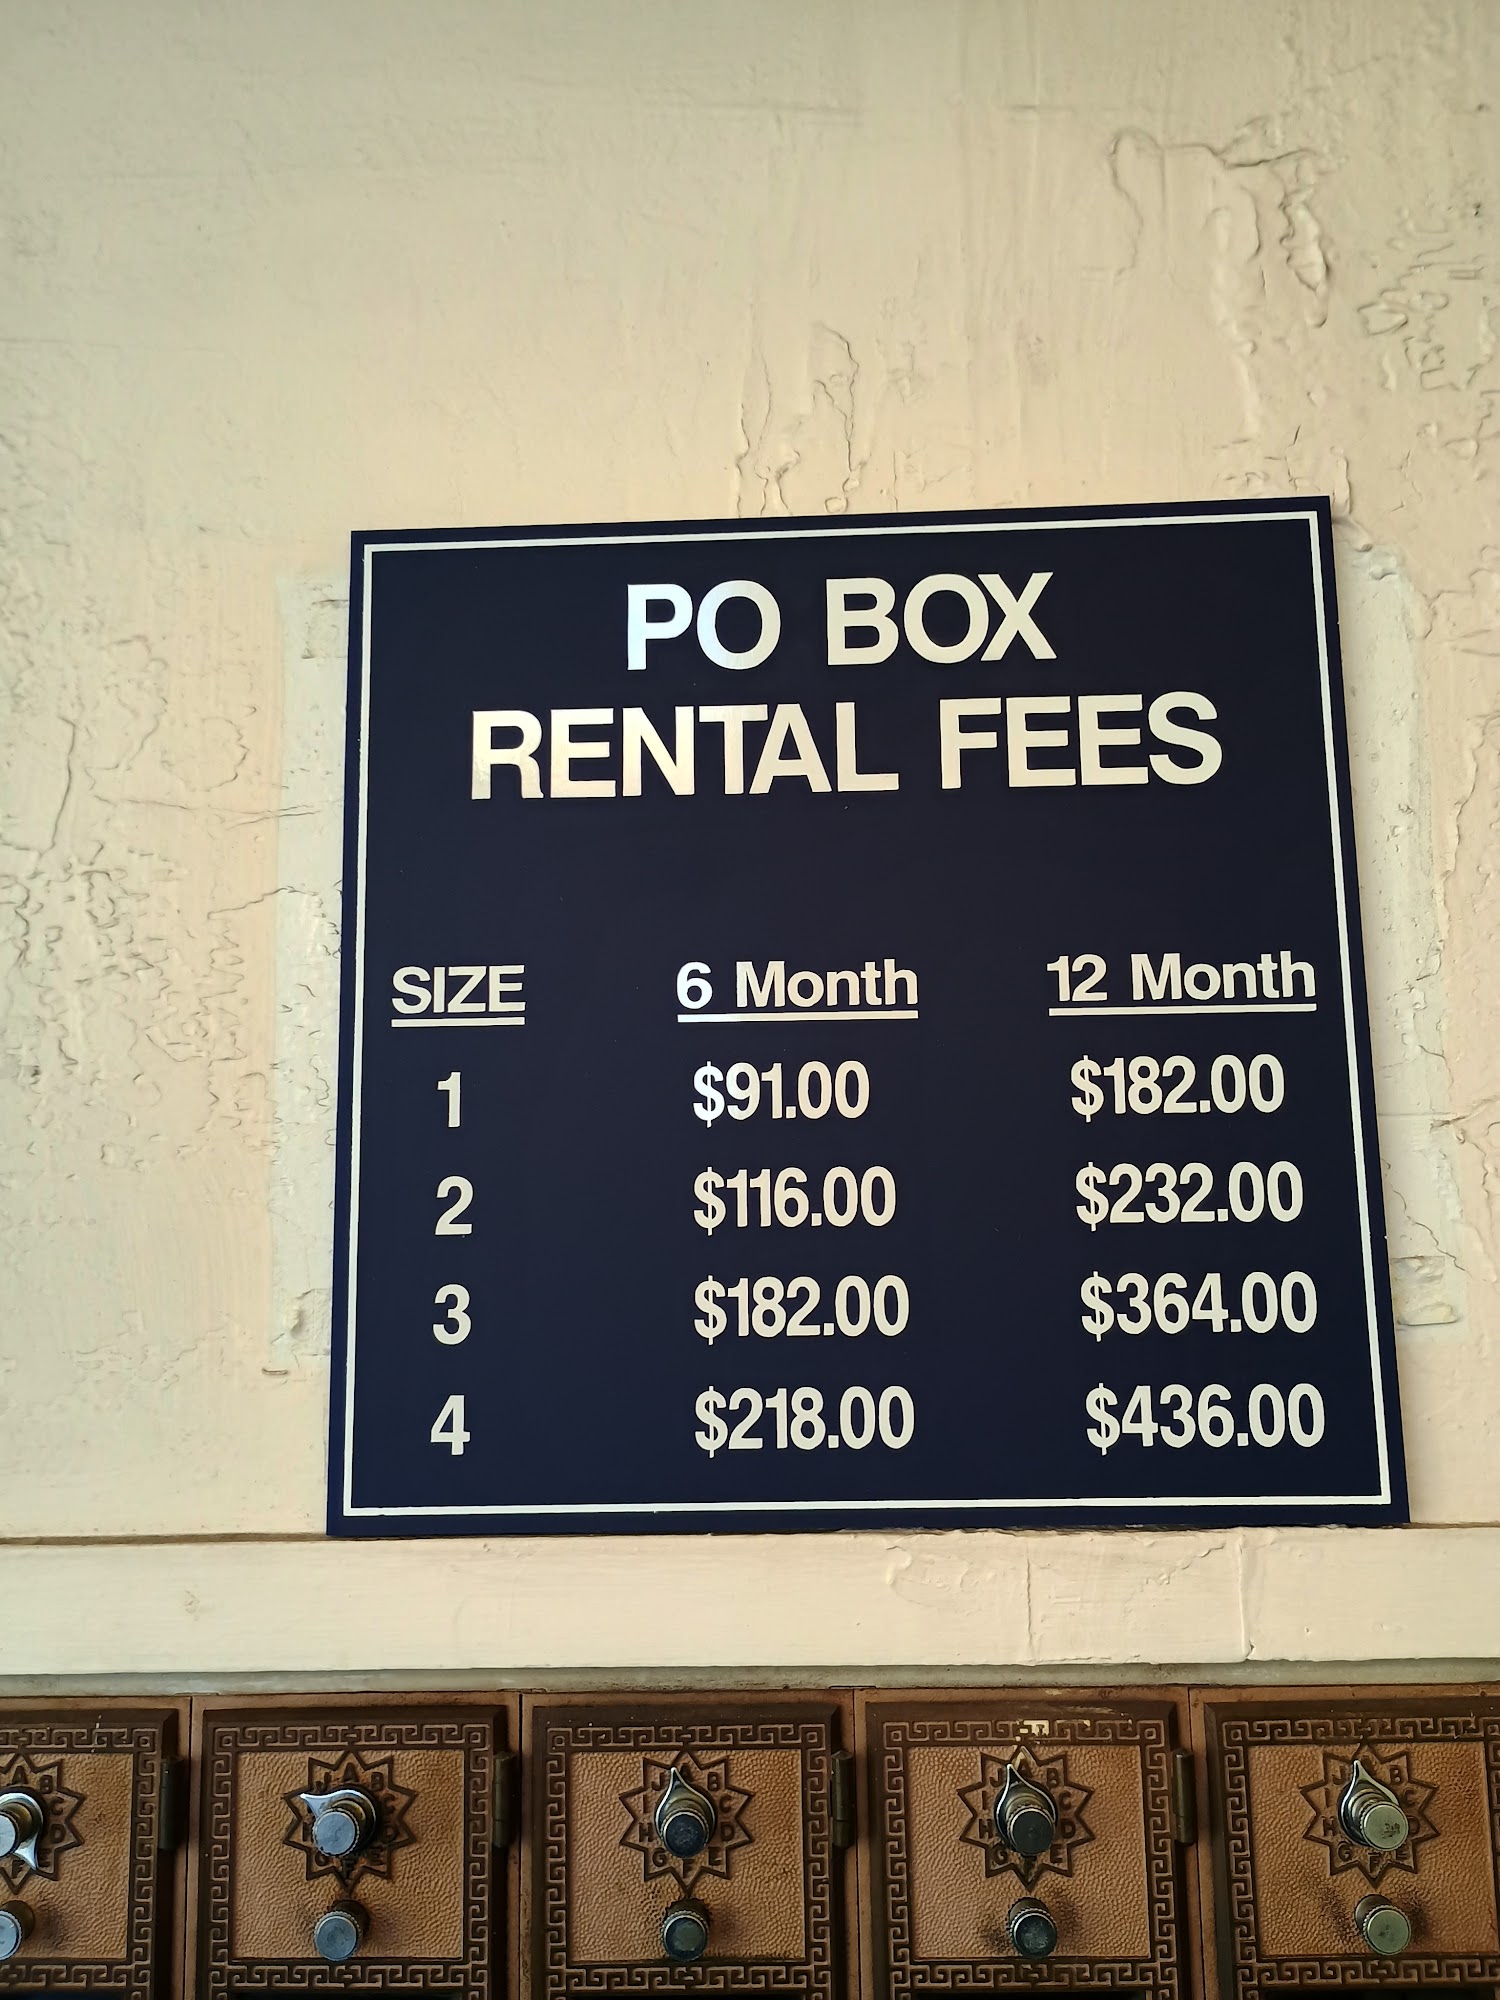 PO BOX
RENTAL FEES
SIZE 6 Month 12 Month
1 $91.00 $182.00
2 $116.00 $232.00
3 $182.00 $364.00
4 $218.00 $436.00
A B C D E F
J A B C E F G H
J B C D E F G H I
J A B C D E F G H I
J B E F G H I